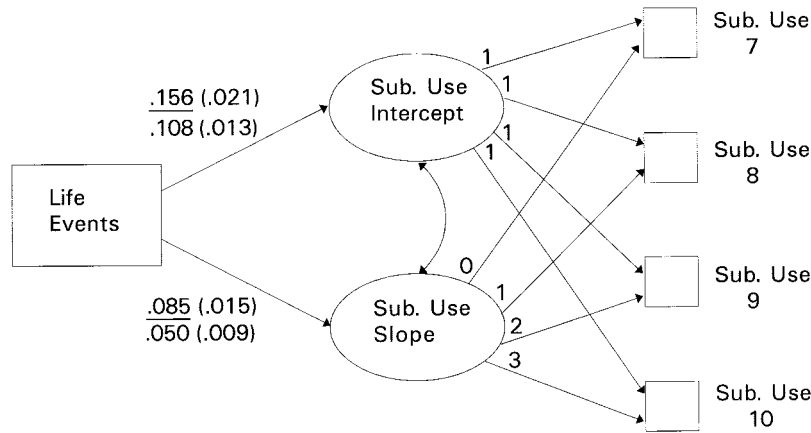 Sub. Use
7
1
Sub. Use
Intercept
1
1
1
.156 (.021)
.108 (.013)
Sub. Use
8
Life
Events
Sub. Use
9
0
1
2
3
.085 (.015)
.050 (.009)
Sub. Use
Slope
Sub. Use
10